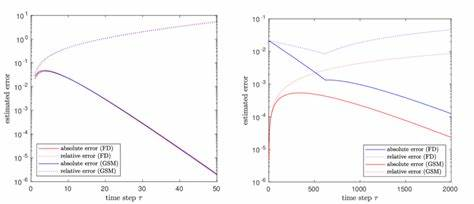 10^1
10^0
10^-1
10^-2
10^-3
10^-4
10^-5
10^-6
estimated error
absolute error (FD)
relative error (FD)
absolute error (GSM)
relative error (GSM)
0 10 20 30 40 50
time step τ
10^-1
10^-2
10^-3
10^-4
10^-5
10^-6
estimated error
absolute error (FD)
relative error (FD)
absolute error (GSM)
relative error (GSM)
0 500 1000 1500 2000
time step τ